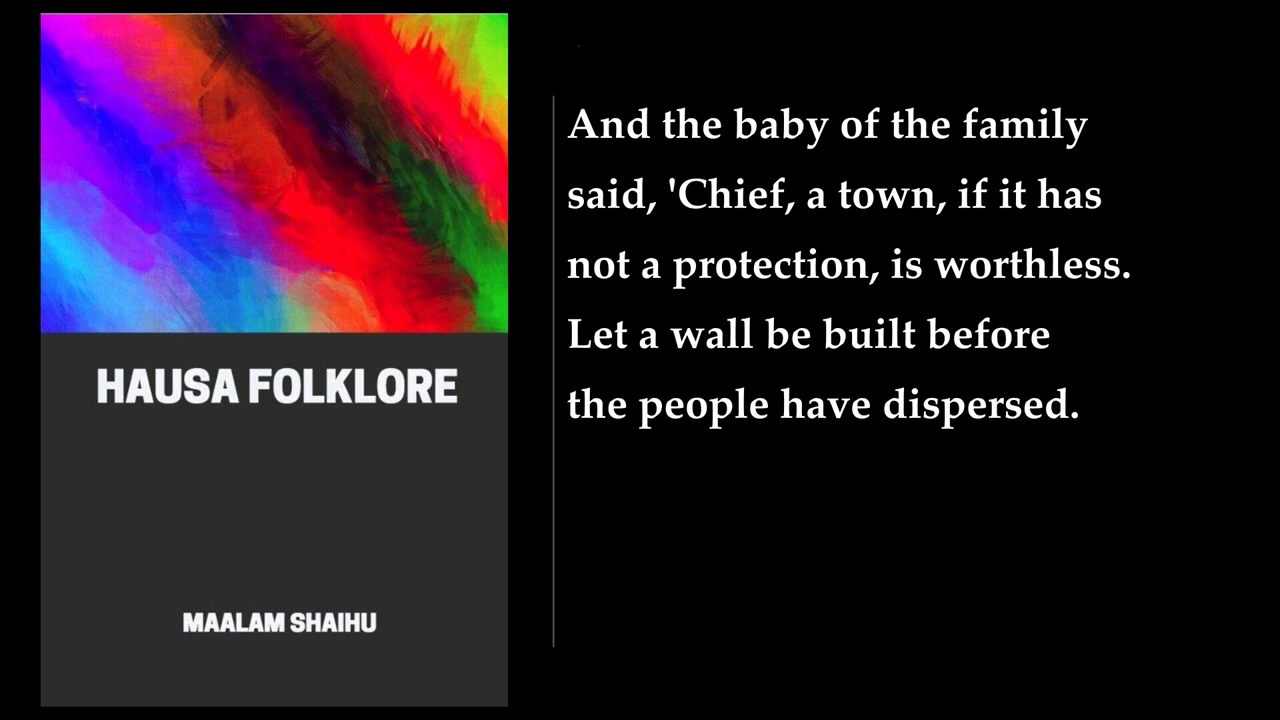 HAUSA FOLKLORE
MAALAM SHAIHU
And the baby of the family
said, 'Chief, a town, if it has
not a protection, is worthless.
Let a wall be built before
the people have dispersed.